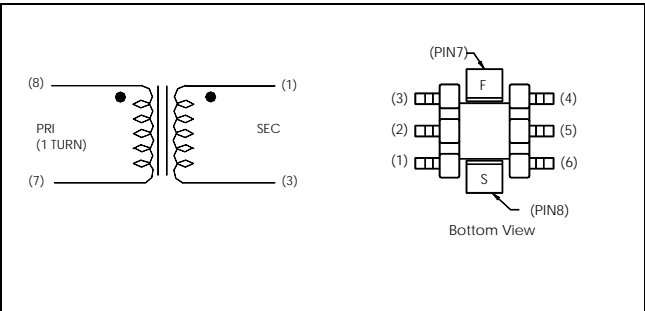 (8)
(1)
PRI
(1 TURN)
SEC
(7)
(3)
(PIN7)
F
(3)
(4)
(2)
(5)
(1)
(6)
S
(PIN8)
Bottom View